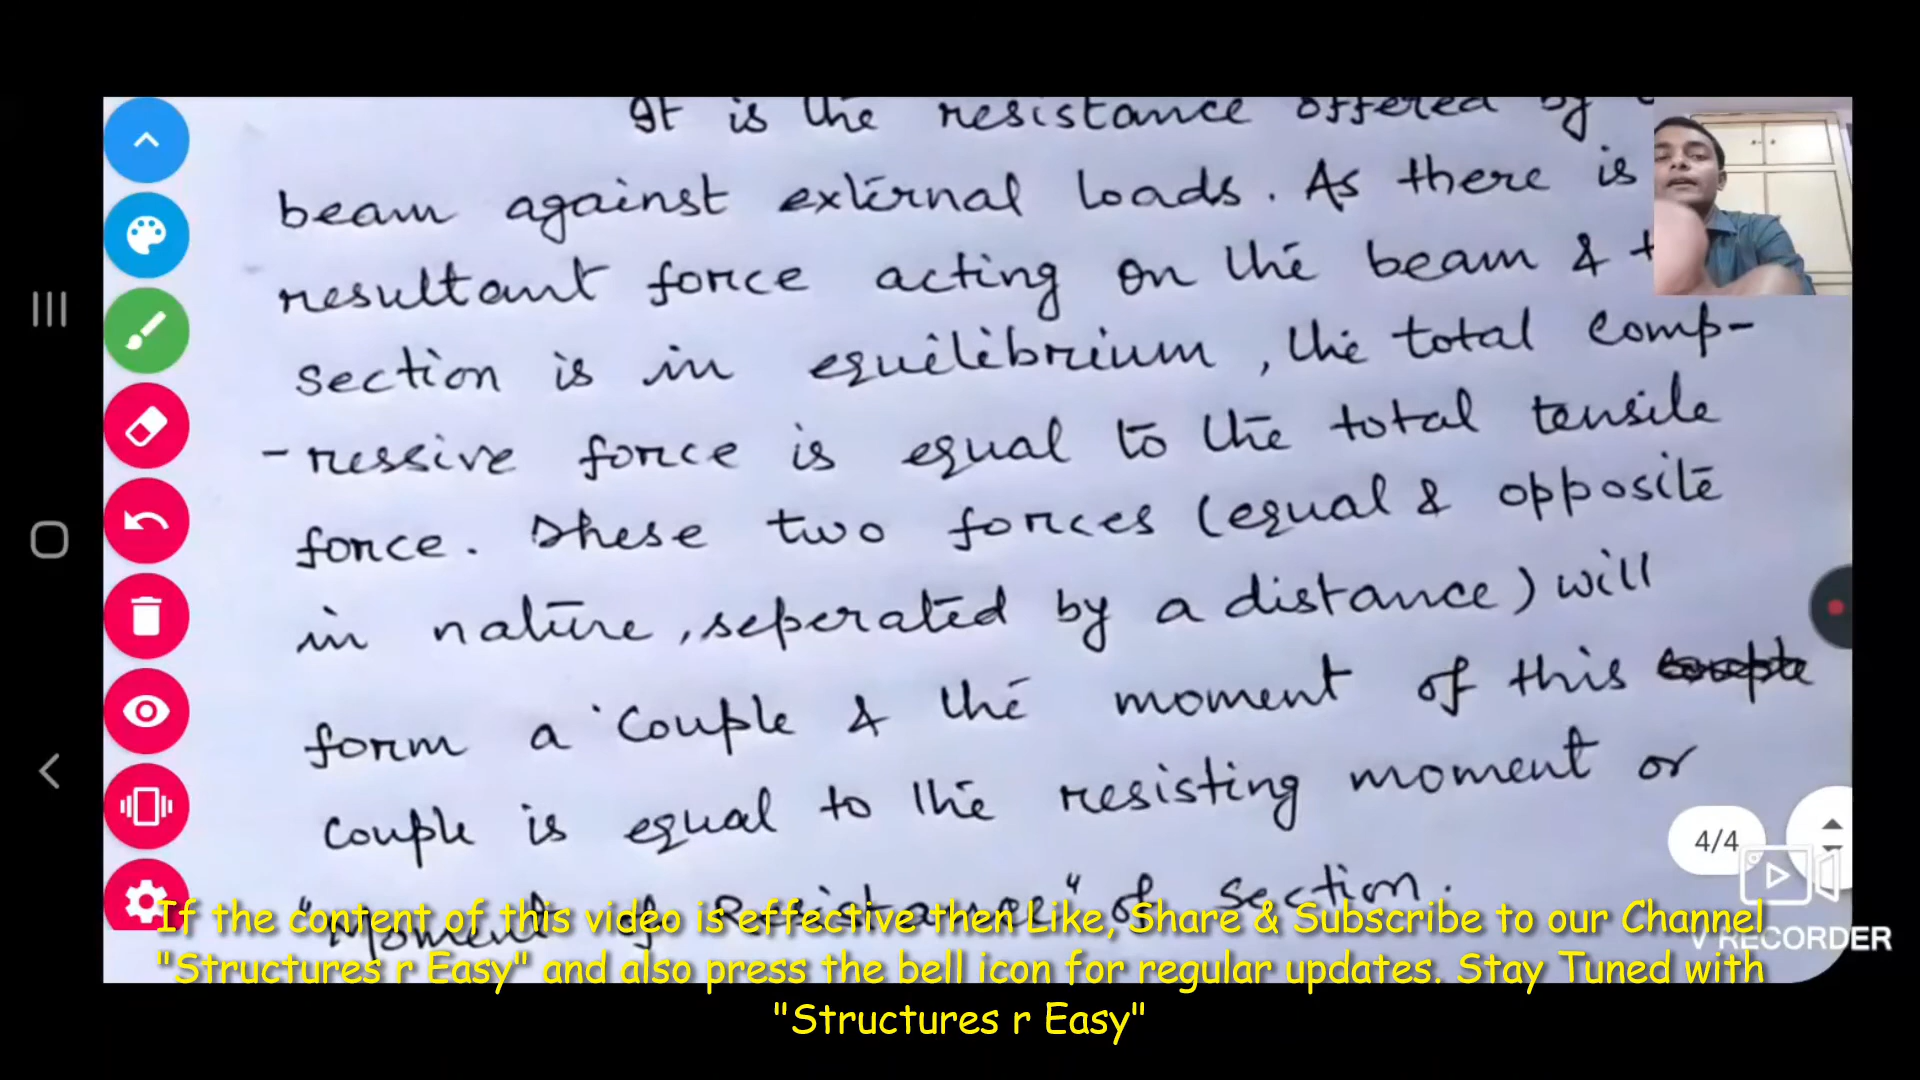 It is the resistance offered by
beam against external loads. As there is
resultant force acting on the beam &
section is in equilibrium, the total comp-
-ressive force is equal to the total tensile
force. These two forces (equal & opposite
in nature, seperated by a distance) will
form a couple & the moment of this
couple is equal to the resisting moment or
"Moment of Resistance" of section.
4/4
V RECORDER
If the content of this video is effective then Like, Share & Subscribe to our Channel
"Structures r Easy" and also press the bell icon for regular updates. Stay Tuned with
"Structures r Easy"